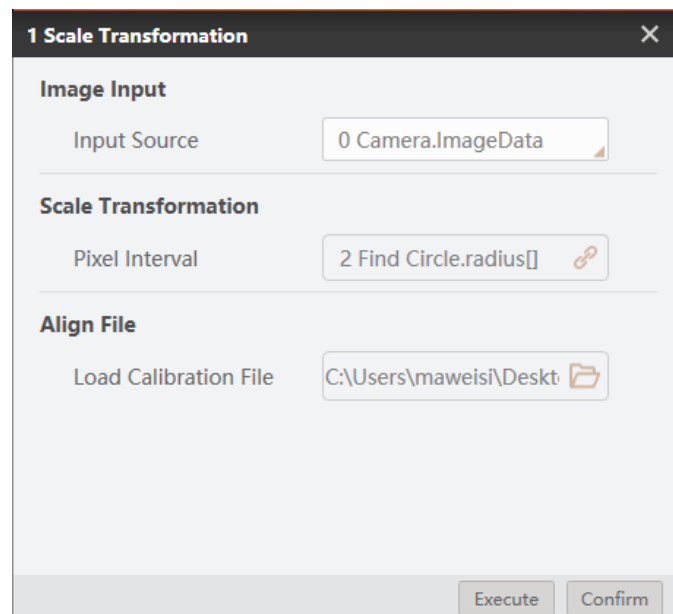 1 Scale Transformation
Image Input
Input Source 0 Camera.ImageData
Scale Transformation
Pixel Interval 2 Find Circle.radius[]
Align File
Load Calibration File C:\Users\maweisi\Deskt
Execute Confirm